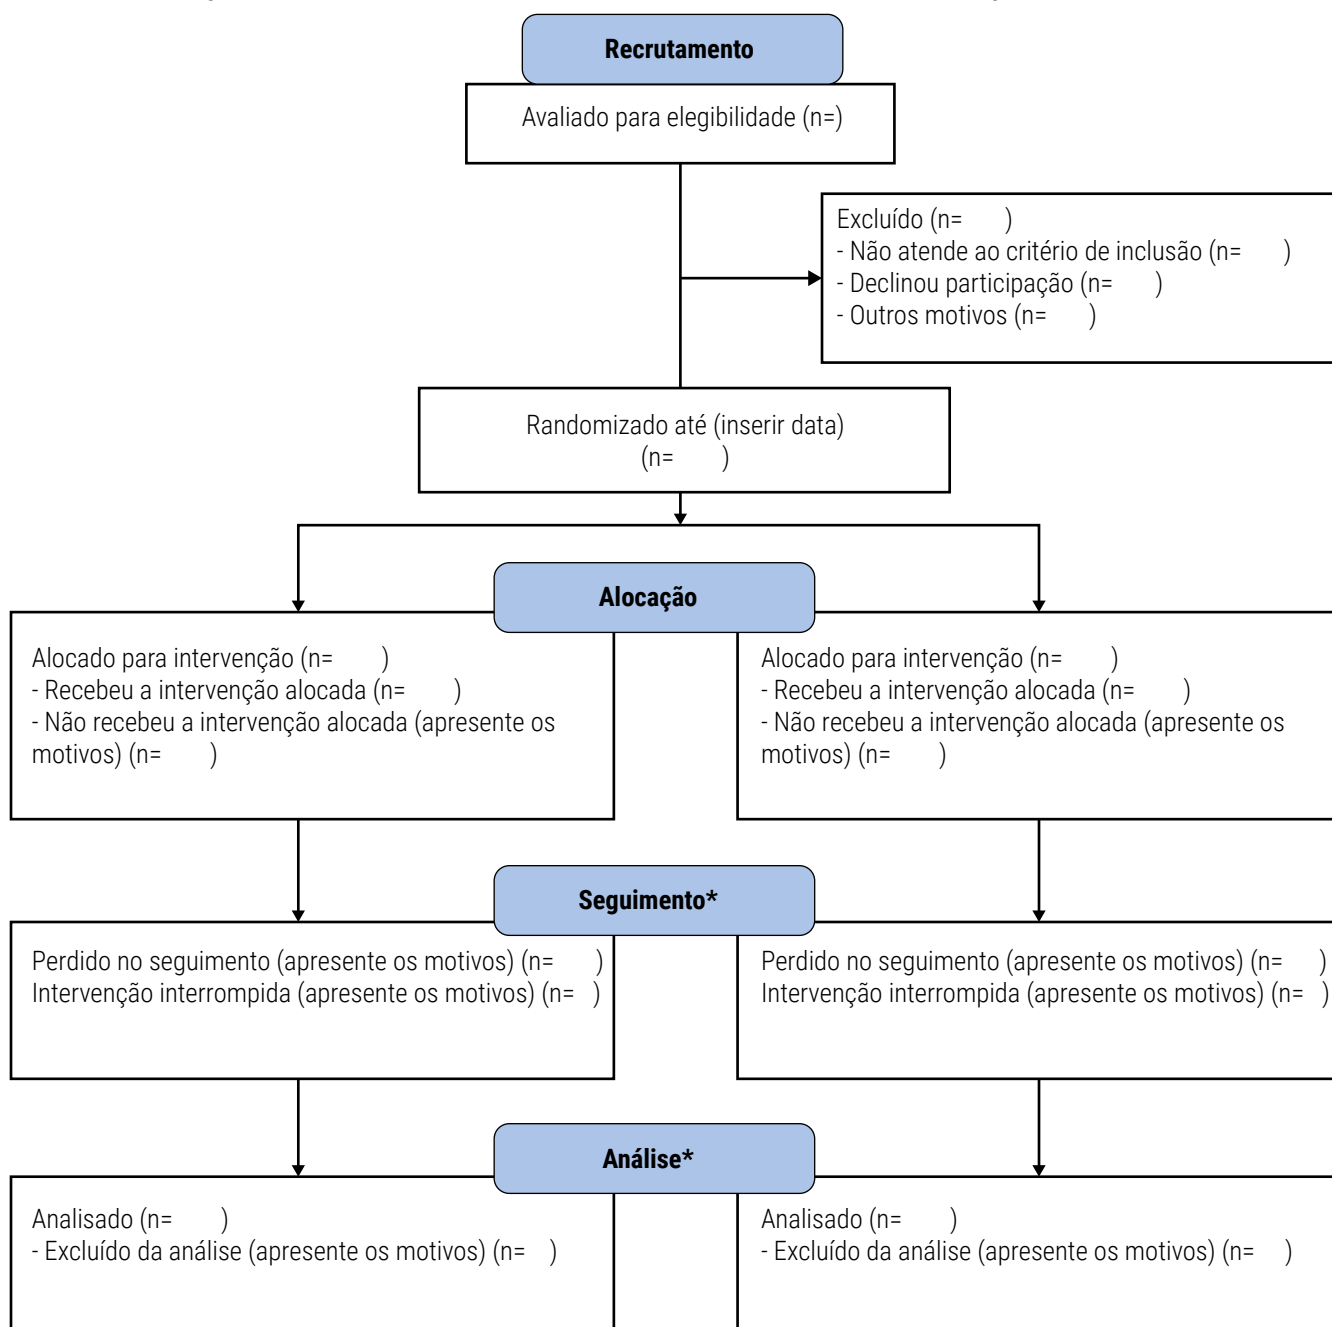 Recrutamento
Avaliado para elegibilidade (n=)
Excluído (n= )
- Não atende ao critério de inclusão (n= )
- Declinou participação (n= )
- Outros motivos (n= )
Randomizado até (inserir data)
(n= )
Alocação
Alocado para intervenção (n= )
- Recebeu a intervenção alocada (n= )
- Não recebeu a intervenção alocada (apresente os
motivos) (n= )
Alocado para intervenção (n= )
- Recebeu a intervenção alocada (n= )
- Não recebeu a intervenção alocada (apresente os
motivos) (n= )
Seguimento*
Perdido no seguimento (apresente os motivos) (n= )
Intervenção interrompida (apresente os motivos) (n= )
Perdido no seguimento (apresente os motivos) (n= )
Intervenção interrompida (apresente os motivos) (n= )
Análise*
Analisado (n= )
- Excluído da análise (apresente os motivos) (n= )
Analisado (n= )
- Excluído da análise (apresente os motivos) (n= )